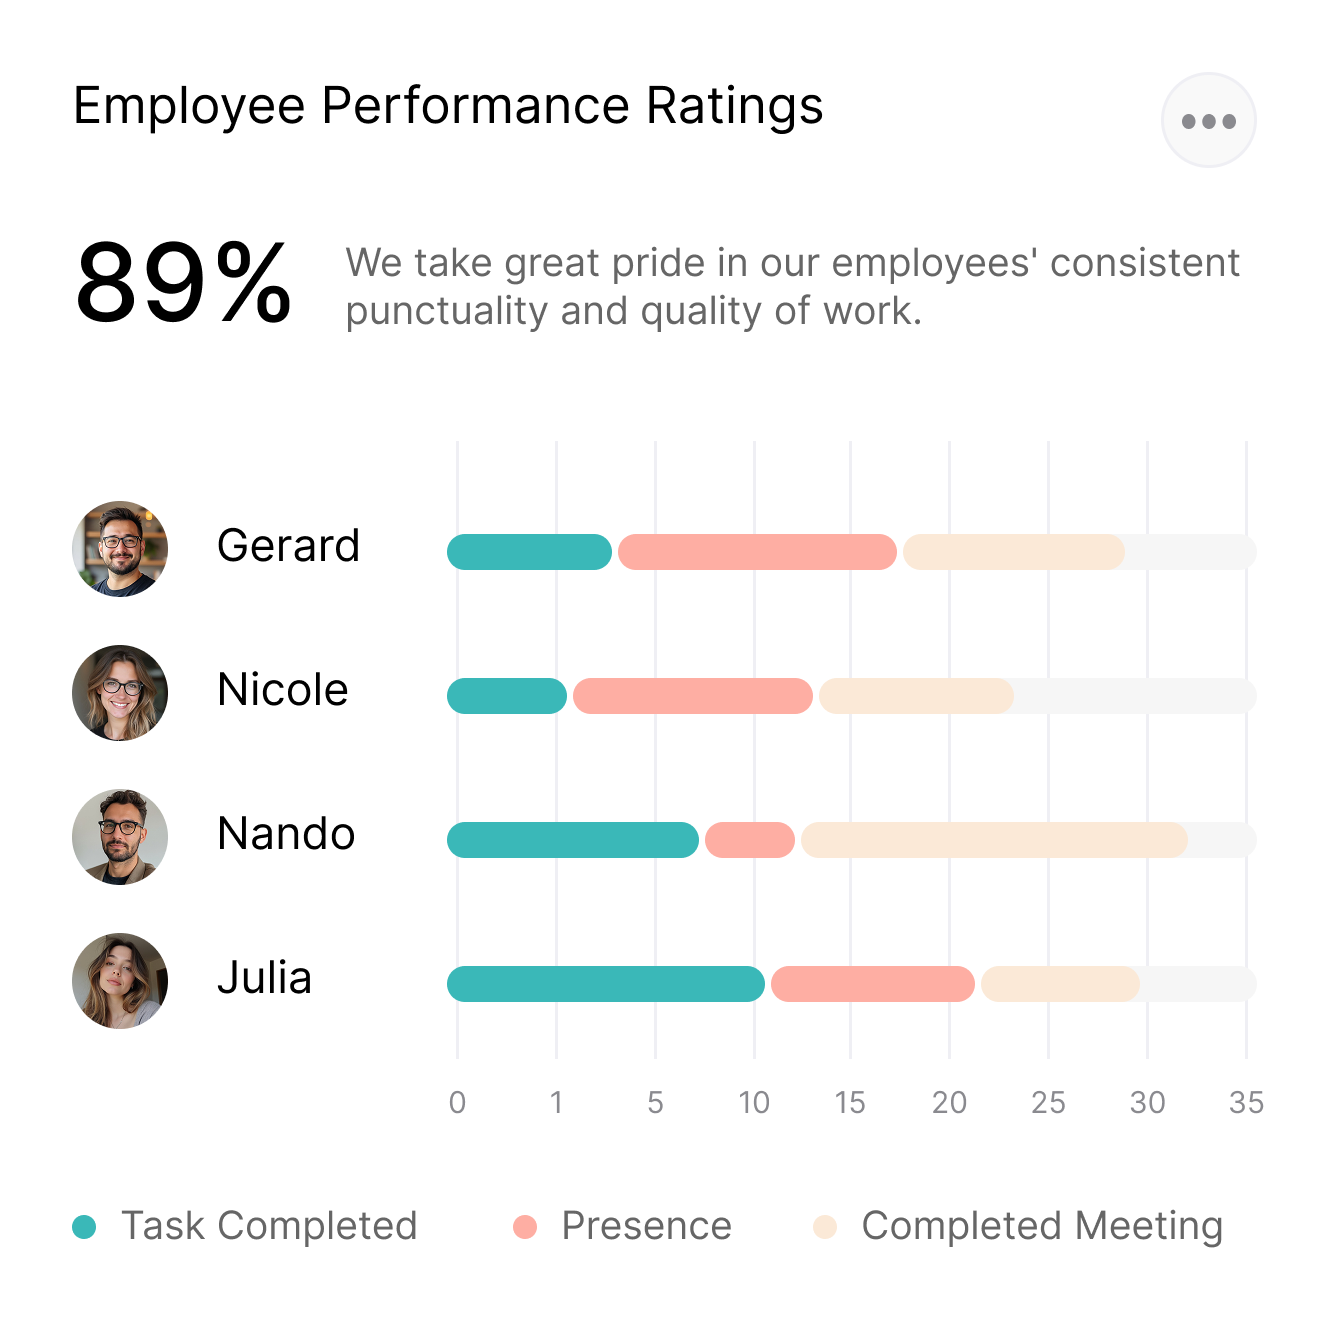 Employee Performance Ratings
89%
We take great pride in our employees' consistent
punctuality and quality of work.
Gerard
Nicole
Nando
Julia
0 1 5 10 15 20 25 30 35
Task Completed Presence Completed Meeting